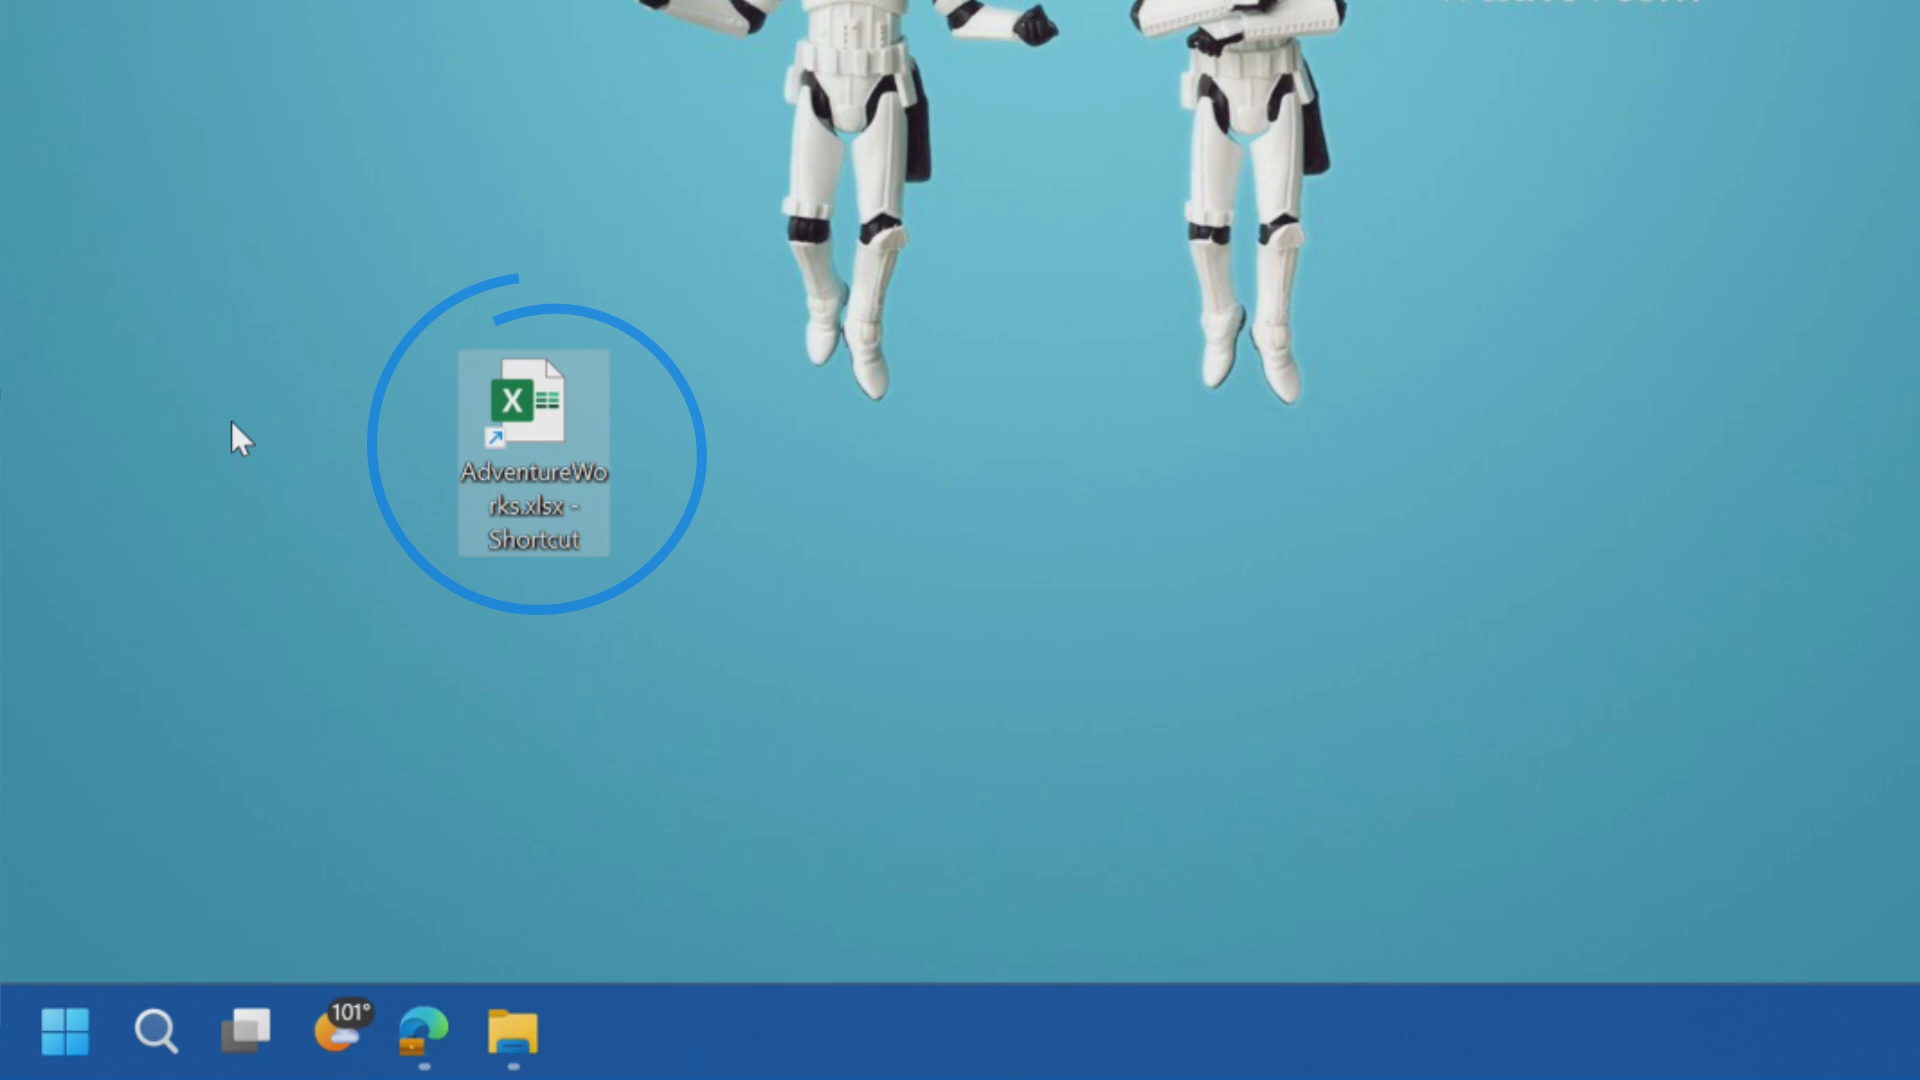 X
AdventureWo
rks.xlsx -
Shortcut
101°